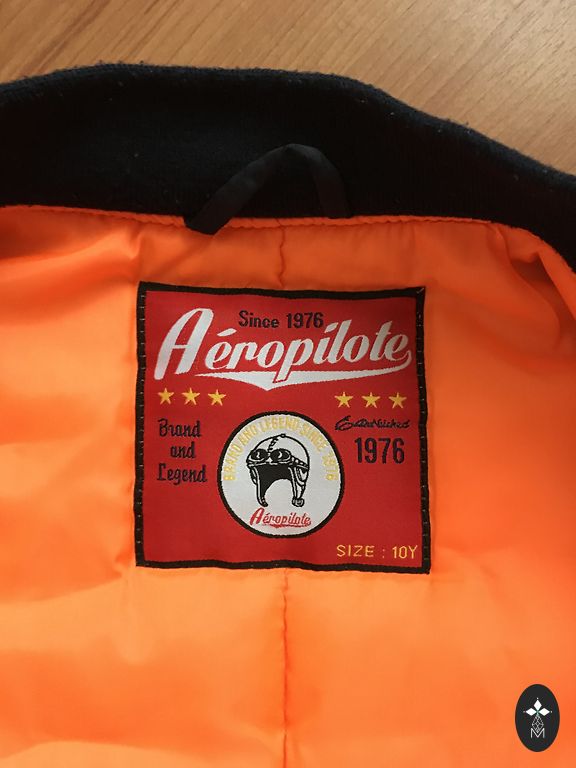 Since 1976
Aéropilote
Brand
and
Legend
Established
1976
BRAND AND LEGEND SINCE 1976
Aéropilote
SIZE : 10Y
M